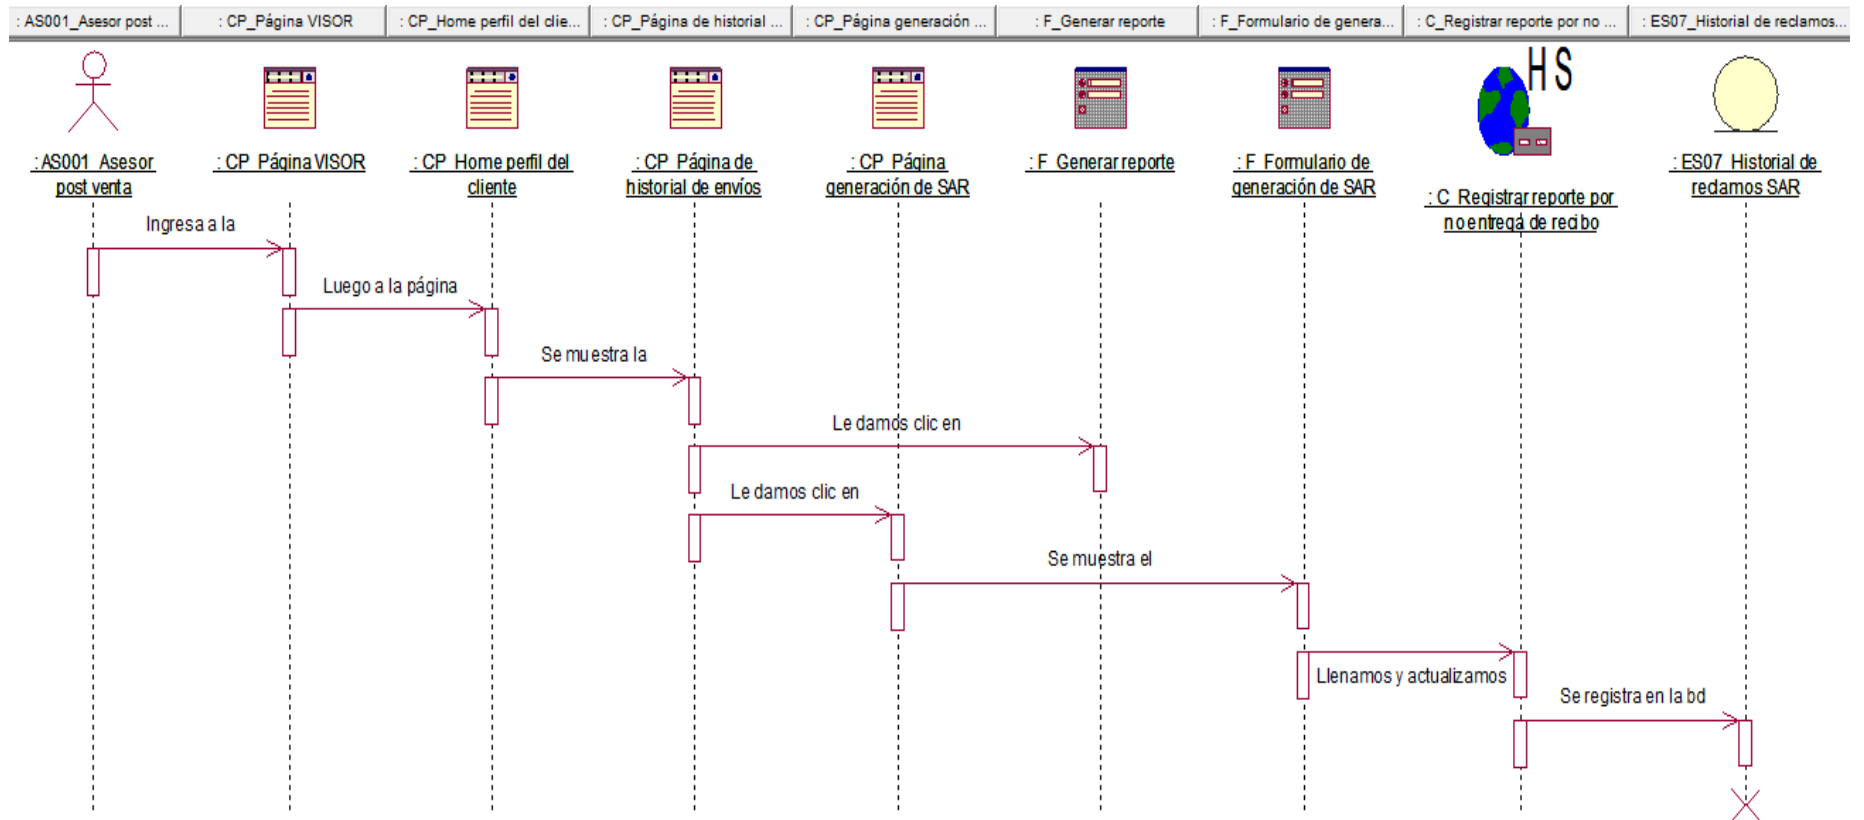 : AS001_Asesor post ...
: CP_Página VISOR
: CP_Home perfil del clie...
: CP_Página de historial ...
: CP_Página generación ...
: F_Generar reporte
: F_Formulario de genera...
: C_Registrar reporte por no ...
: ES07_Historial de reclamos...
HS
: AS001_Asesor
post venta
: CP_Página VISOR
: CP_Home perfil del
cliente
: CP_Página de
historial de envíos
: CP_Página
generación de SAR
: F_Generar reporte
: F_Formulario de
generación de SAR
: C_Registrar reporte por
no entrega de recibo
: ES07_Historial de
reclamos SAR
Ingresa a la
Luego a la página
Se muestra la
Le damos clic en
Le damos clic en
Se muestra el
Llenamos y actualizamos
Se registra en la bd